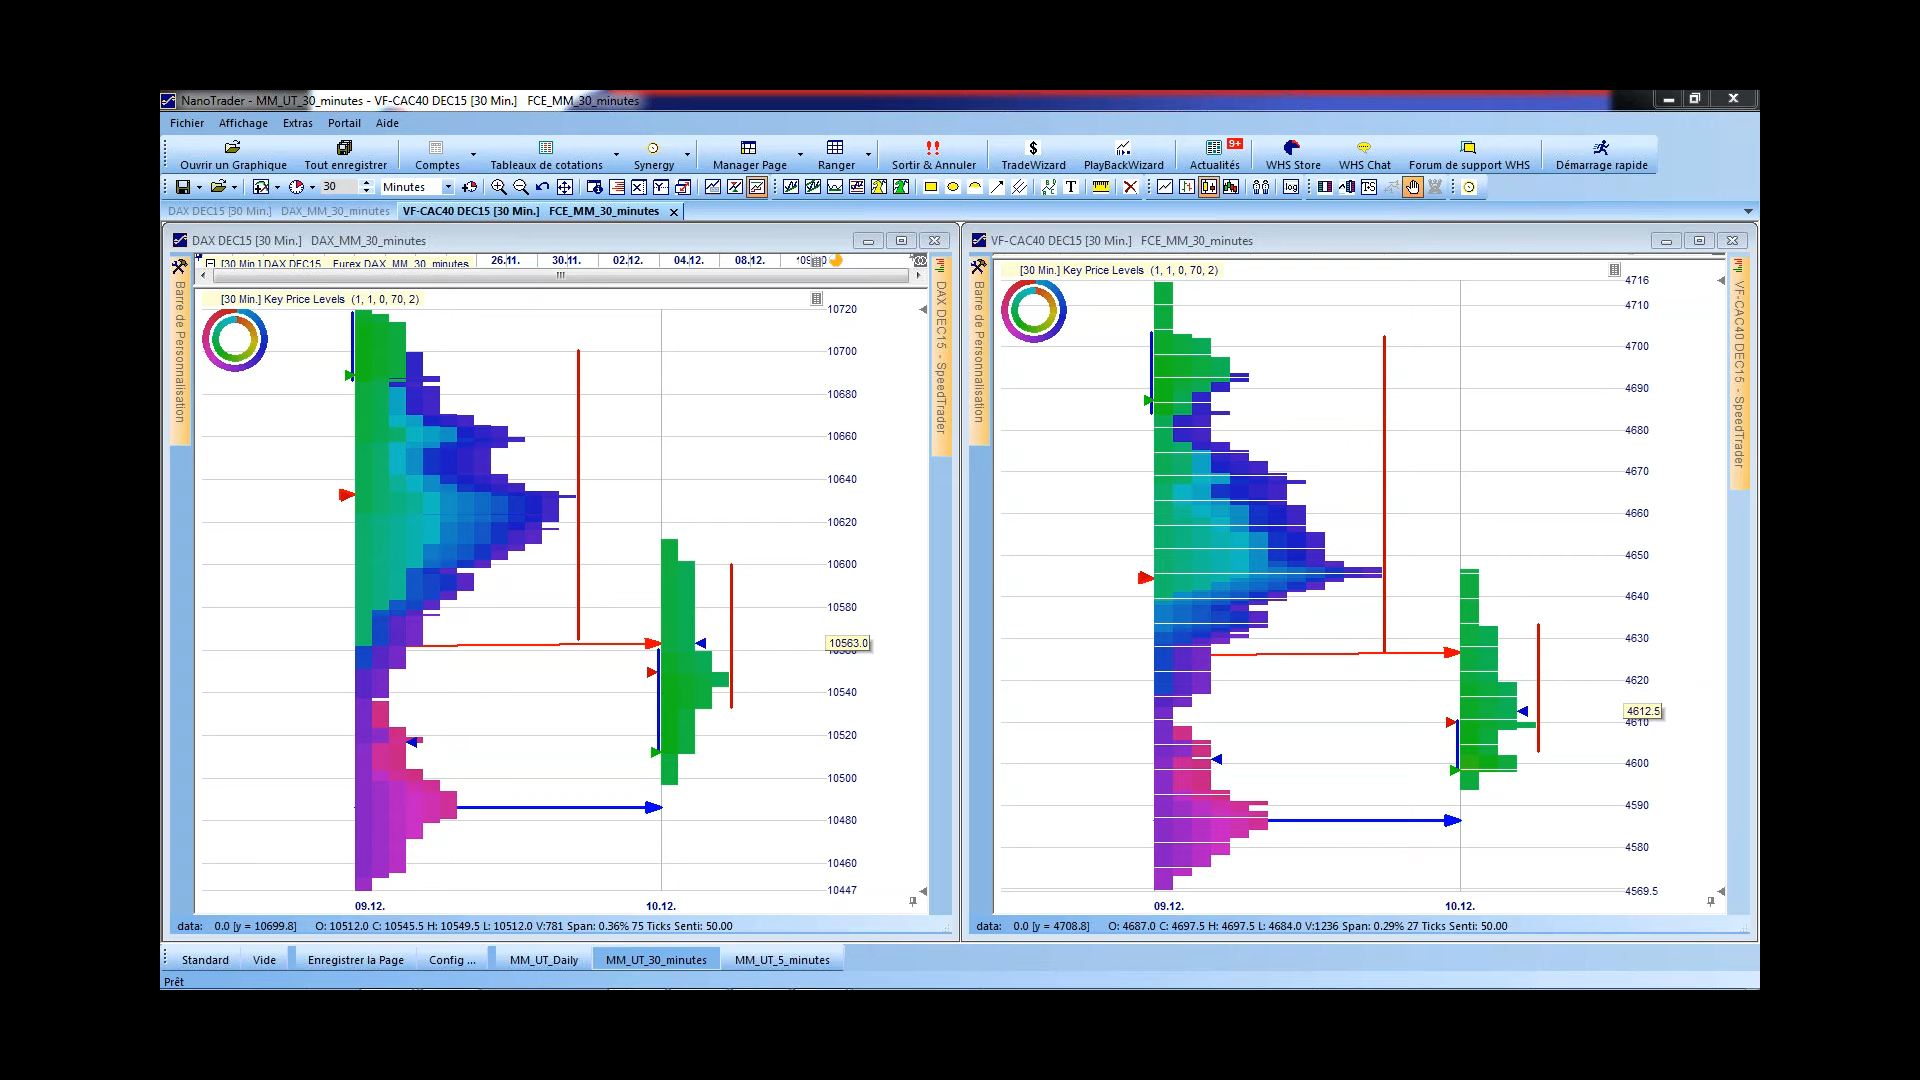 NanoTrader - MM_UT_30_minutes - VF-CAC40 DEC15 [30 Min.] FCE_MM_30_minutes
Fichier Affichage Extras Portail Aide
Ouvrir un Graphique Tout enregistrer Comptes Tableaux de cotations Synergy Manager Page Ranger Sortir & Annuler TradeWizard PlayBackWizard Actualités 9+ WHS Store WHS Chat Forum de support WHS Démarrage rapide
30 Minutes
DAX DEC15 [30 Min.] DAX_MM_30_minutes VF-CAC40 DEC15 [30 Min.] FCE_MM_30_minutes
DAX DEC15 [30 Min.] DAX_MM_30_minutes
Barre de Personnalisation
[30 Min.] DAX DEC15 Eurex DAX_MM_30_minutes
26.11. 30.11. 02.12. 04.12. 08.12.
[30 Min.] Key Price Levels (1, 1, 0, 70, 2)
10720
10700
10680
10660
10640
10620
10600
10580
10563.0
10540
10520
10500
10480
10460
10447
09.12. 10.12.
DAX DEC15 - SpeedTrader
data: 0.0 [y = 10699.8] O: 10512.0 C: 10545.5 H: 10549.5 L: 10512.0 V:781 Span: 0.36% 75 Ticks Senti: 50.00
VF-CAC40 DEC15 [30 Min.] FCE_MM_30_minutes
Barre de Personnalisation
[30 Min.] Key Price Levels (1, 1, 0, 70, 2)
4716
4710
4700
4690
4680
4670
4660
4650
4640
4630
4620
4612.5
4610
4600
4590
4580
4569.5
09.12. 10.12.
VF-CAC40 DEC15 - SpeedTrader
data: 0.0 [y = 4708.8] O: 4687.0 C: 4697.5 H: 4697.5 L: 4684.0 V:1236 Span: 0.29% 27 Ticks Senti: 50.00
Standard Vide Enregistrer la Page Config ... MM_UT_Daily MM_UT_30_minutes MM_UT_5_minutes
Prêt